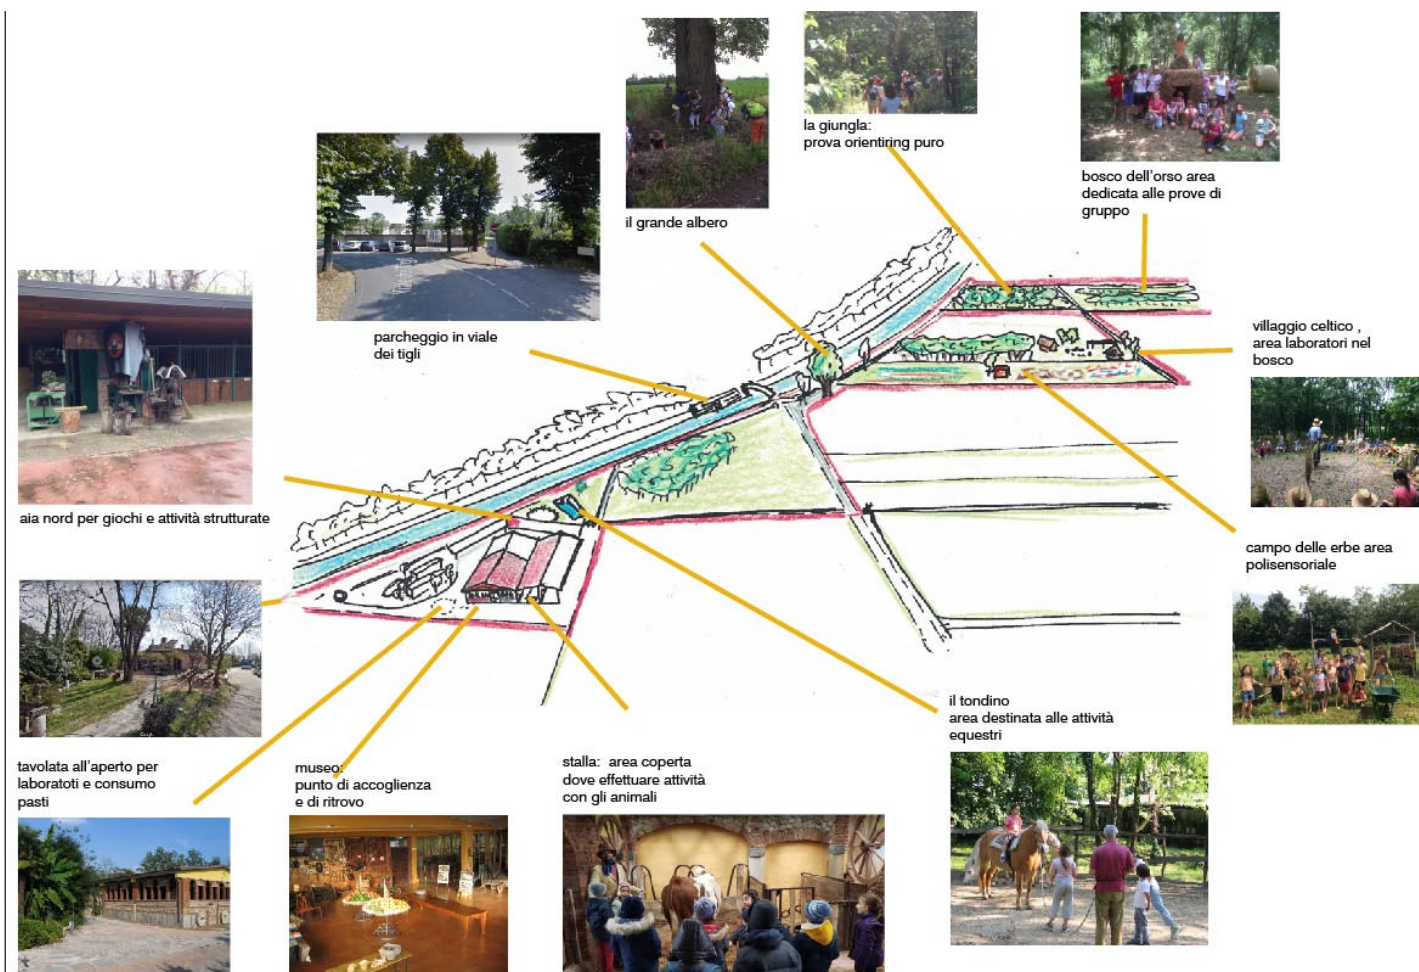 la giungla:
prova orientiring puro
bosco dell'orso area
dedicata alle prove di
gruppo
il grande albero
parcheggio in viale
dei tigli
villaggio celtico ,
area laboratori nel
bosco
aia nord per giochi e attività strutturate
campo delle erbe area
polisensoriale
il tondino
area destinata alle attività
equestri
tavolata all'aperto per
laboratoti e consumo
pasti
museo:
punto di accoglienza
e di ritrovo
stalla: area coperta
dove effettuare attività
con gli animali